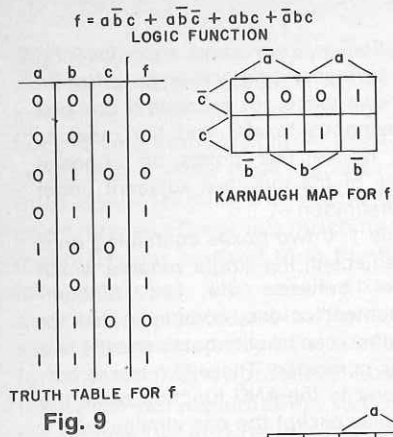 f = ab̄c + ab̄c̄ + abc + ābc
LOGIC FUNCTION
a b c f
0 0 0 0
0 0 1 0
0 1 0 0
0 1 1 1
1 0 0 1
1 0 1 1
1 1 0 0
1 1 1 1
TRUTH TABLE FOR f
Fig. 9
ā a
c̄ 0 0 0 1
c 0 1 1 1
b̄ b b̄
KARNAUGH MAP FOR f
a